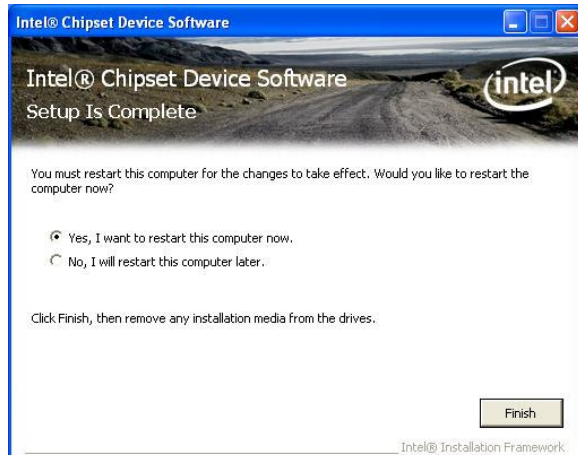 Intel® Chipset Device Software
Intel® Chipset Device Software
intel
Setup Is Complete
You must restart this computer for the changes to take effect. Would you like to restart the
computer now?
Yes, I want to restart this computer now.
No, I will restart this computer later.
Click Finish, then remove any installation media from the drives.
Finish
Intel® Installation Framework